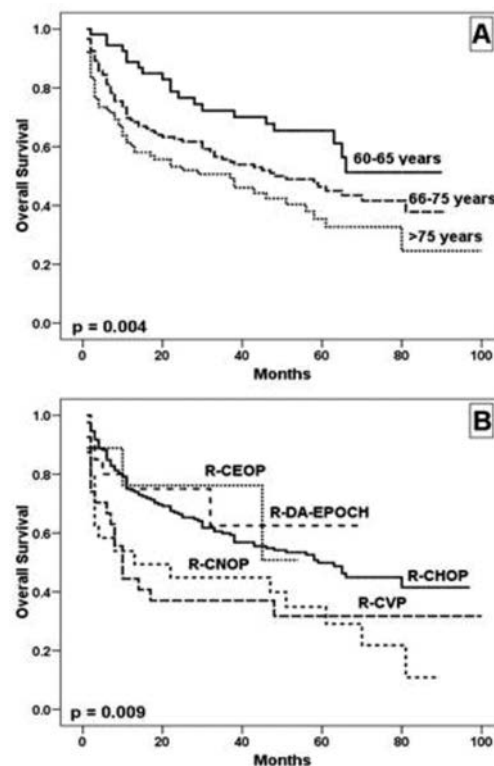 A
1.0
0.8
0.6
0.4
0.2
0.0
Overall Survival
60-65 years
66-75 years
>75 years
p = 0.004
0 20 40 60 80 100
Months
B
1.0
0.8
0.6
0.4
0.2
0.0
Overall Survival
R-CEOP
R-DA-EPOCH
R-CHOP
R-CNOP
R-CVP
p = 0.009
0 20 40 60 80 100
Months